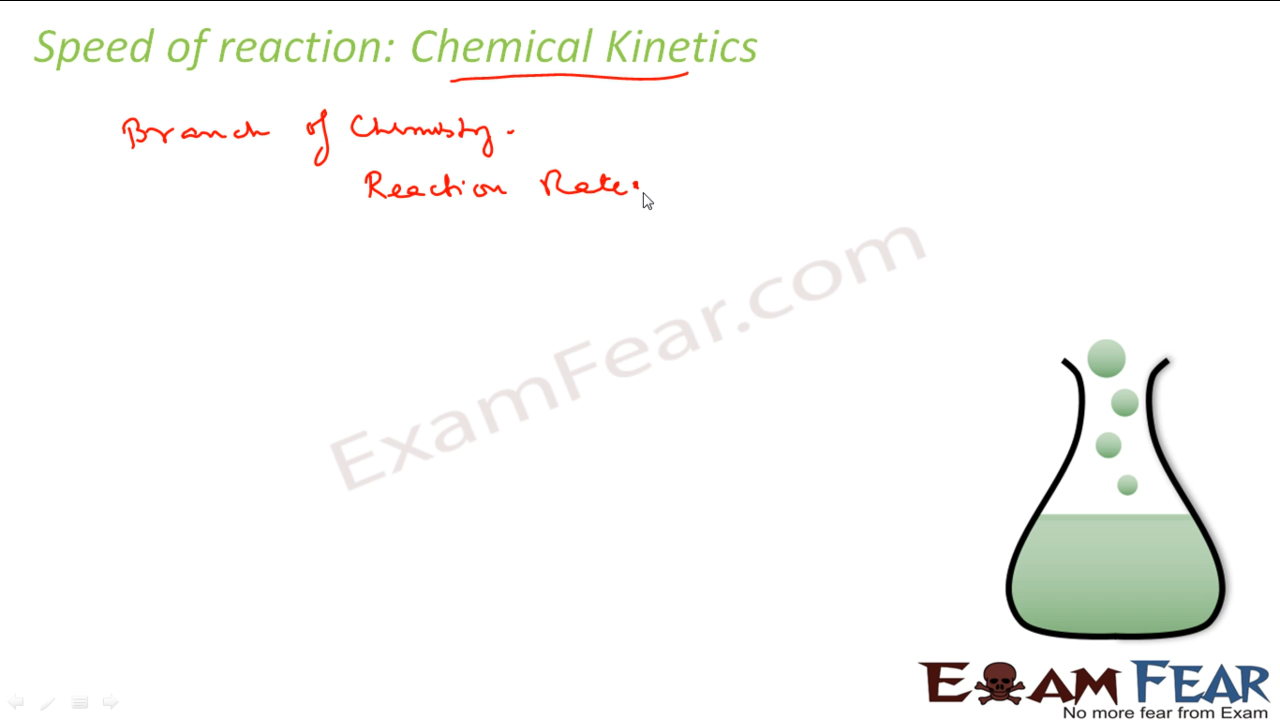 Speed of reaction: Chemical Kinetics
Branch of Chemistry.
Reaction Rate.
ExamFear.com
EXAM FEAR
No more fear from Exam